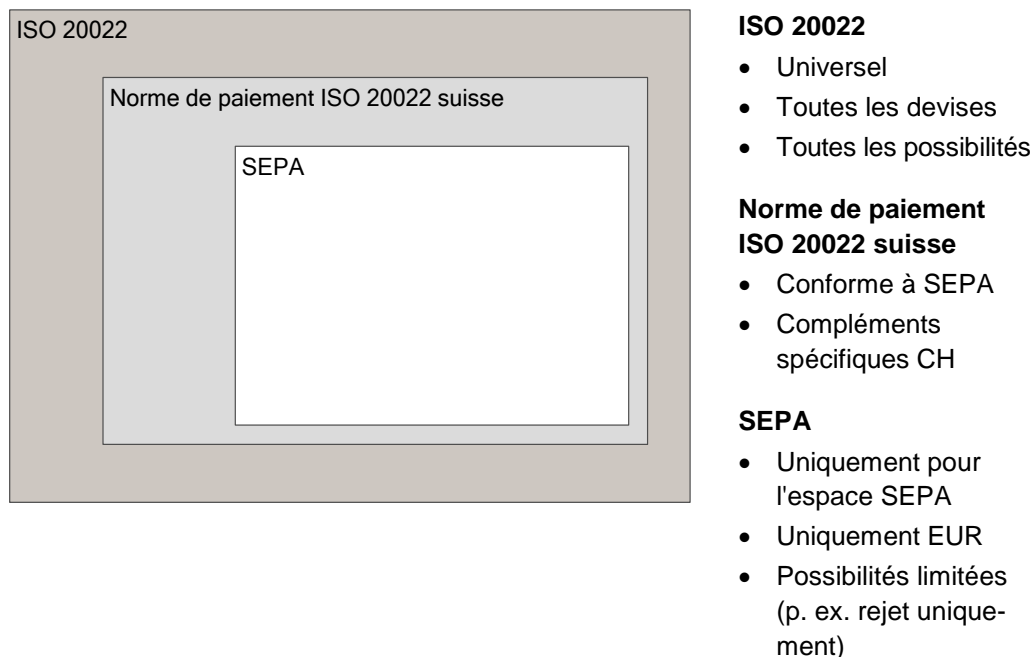 ISO 20022
Norme de paiement ISO 20022 suisse
SEPA
ISO 20022
• Universel
• Toutes les devises
• Toutes les possibilités
Norme de paiement
ISO 20022 suisse
• Conforme à SEPA
• Compléments
spécifiques CH
SEPA
• Uniquement pour
l'espace SEPA
• Uniquement EUR
• Possibilités limitées
(p. ex. rejet unique-
ment)